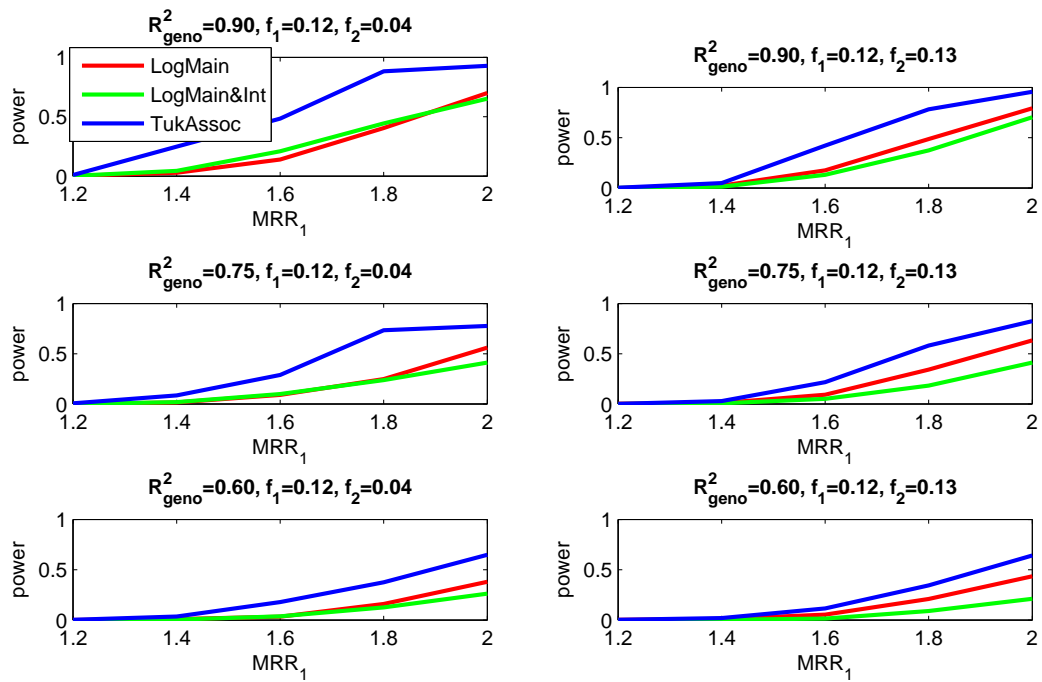 R²geno=0.90, f₁=0.12, f₂=0.04
LogMain
LogMain&Int
TukAssoc
power
1
0.5
0
1.2 1.4 1.6 1.8 2
MRR₁
R²geno=0.90, f₁=0.12, f₂=0.13
power
1
0.5
0
1.2 1.4 1.6 1.8 2
MRR₁
R²geno=0.75, f₁=0.12, f₂=0.04
power
1
0.5
0
1.2 1.4 1.6 1.8 2
MRR₁
R²geno=0.75, f₁=0.12, f₂=0.13
power
1
0.5
0
1.2 1.4 1.6 1.8 2
MRR₁
R²geno=0.60, f₁=0.12, f₂=0.04
power
1
0.5
0
1.2 1.4 1.6 1.8 2
MRR₁
R²geno=0.60, f₁=0.12, f₂=0.13
power
1
0.5
0
1.2 1.4 1.6 1.8 2
MRR₁